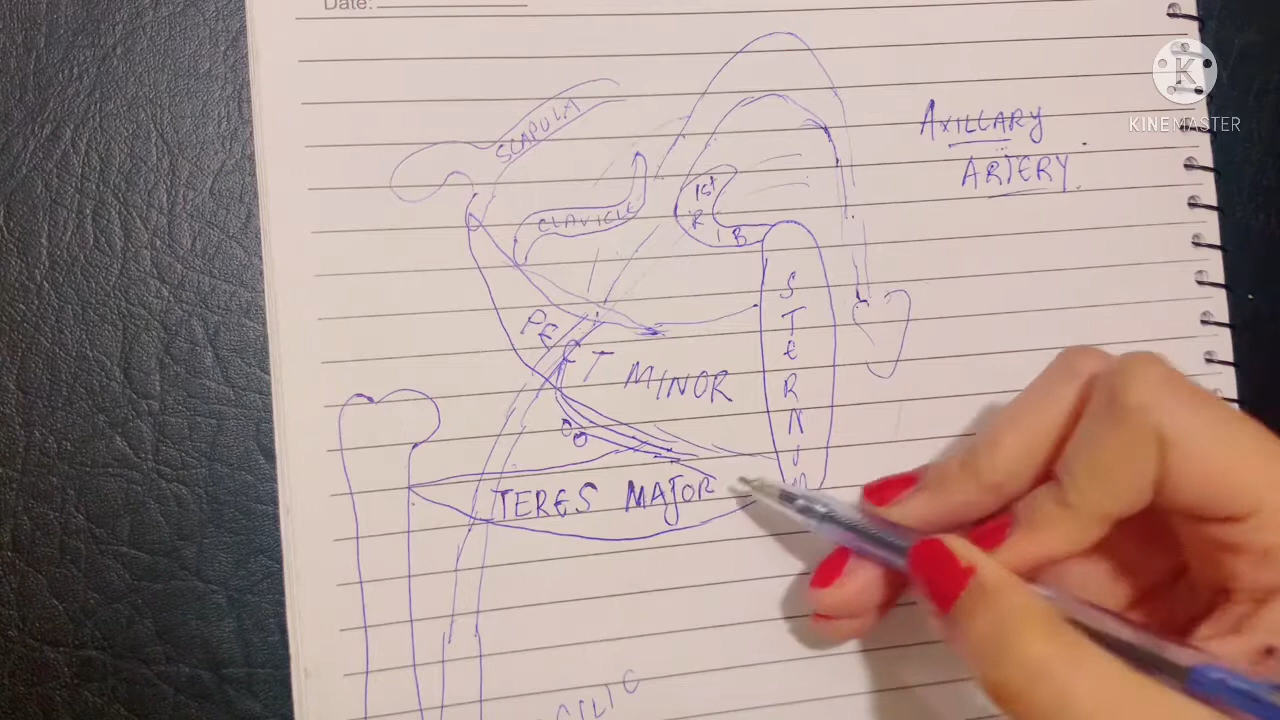 Date:
KINEMASTER
AXILLARY
ARTERY
SCAPULA
CLAVICLE
1st
RIB
STERNUM
PECT MINOR
TERES MAJOR